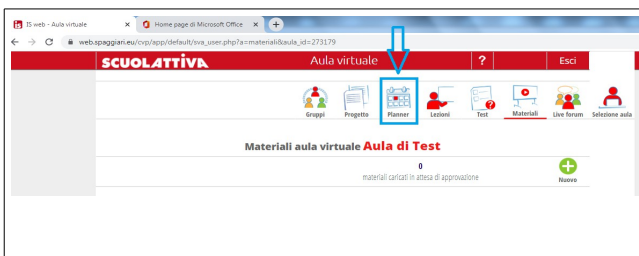 IS web - Aula virtuale
Home page di Microsoft Office
web.spaggiari.eu/cvp/app/default/sva_user.php?a=materiali&aula_id=273179
SCUOLATTIVA Aula virtuale ? Esci
Gruppi Progetto Planner Lezioni Test Materiali Live forum Selezione aula
Materiali aula virtuale Aula di Test
0
materiali caricati in attesa di approvazione
Nuovo